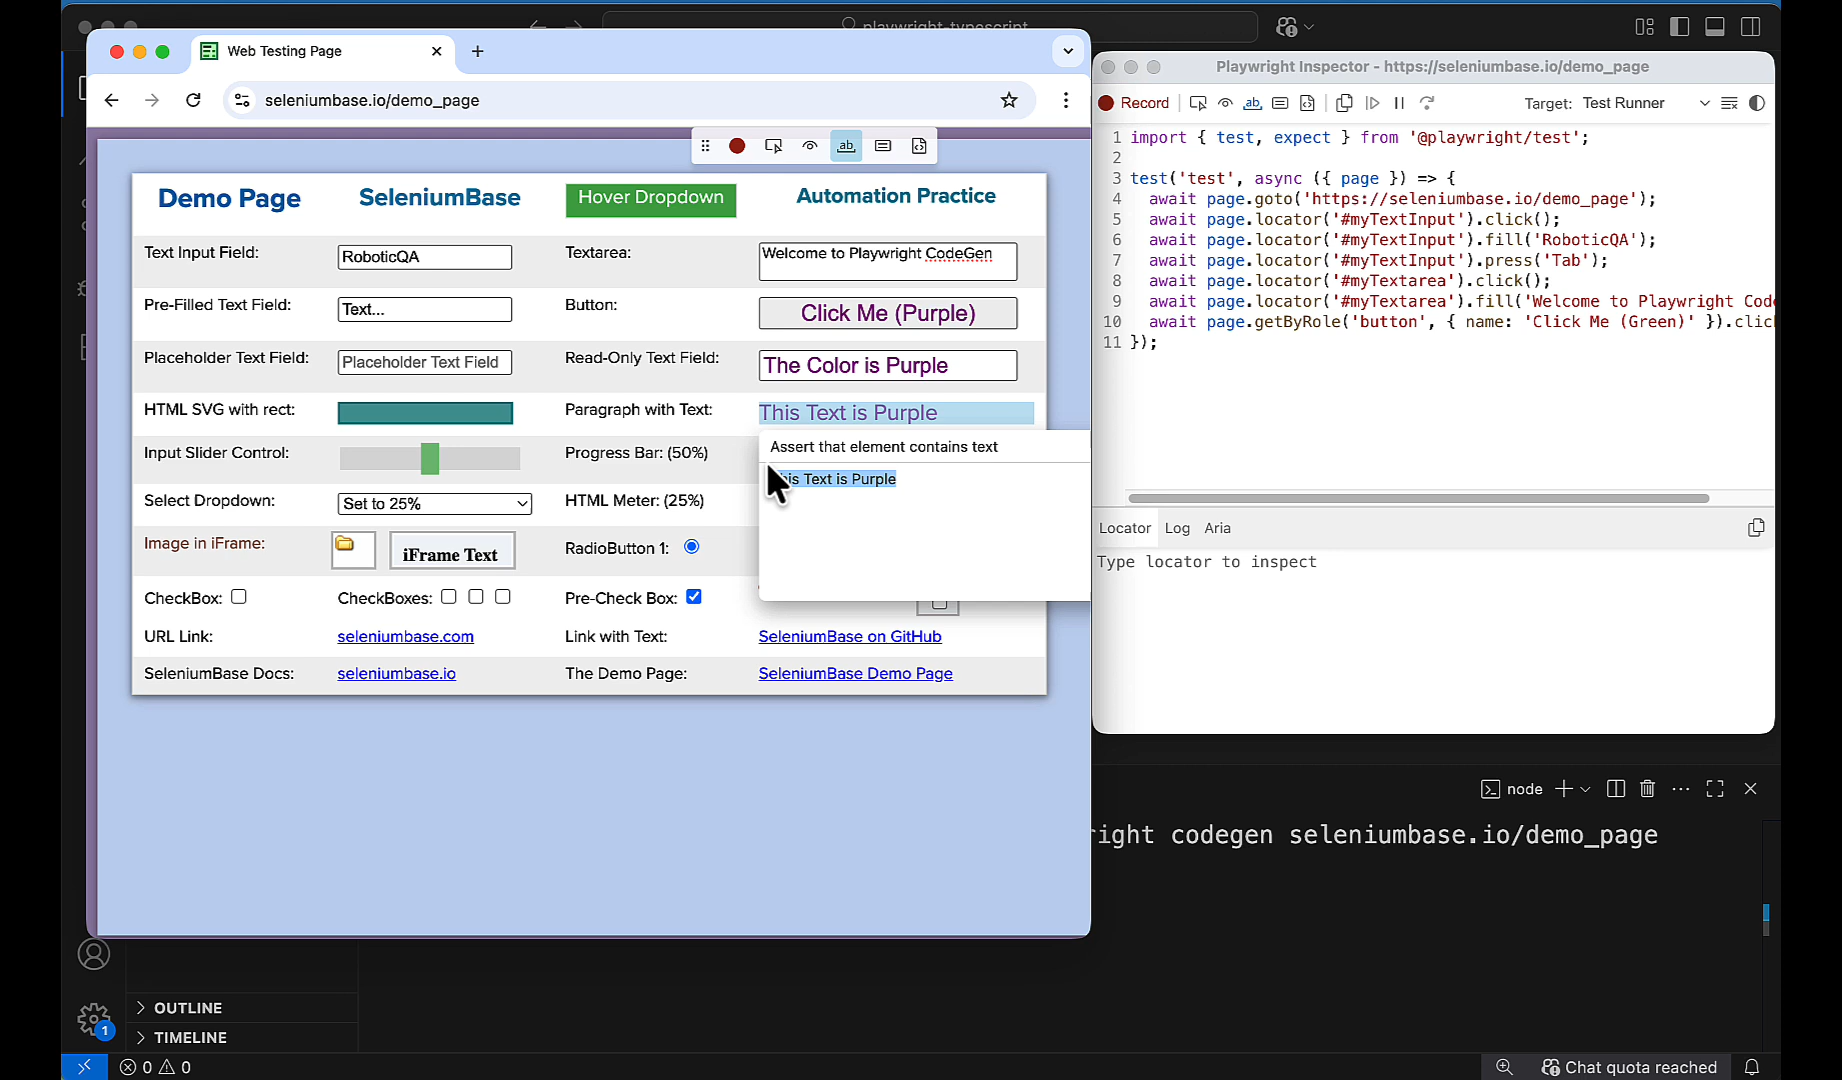 playwright-typescript
Web Testing Page
seleniumbase.io/demo_page
Demo Page
SeleniumBase
Hover Dropdown
Automation Practice
Text Input Field:
RoboticQA
Textarea:
Welcome to Playwright CodeGen
Pre-Filled Text Field:
Text...
Button:
Click Me (Purple)
Placeholder Text Field:
Placeholder Text Field
Read-Only Text Field:
The Color is Purple
HTML SVG with rect:
Paragraph with Text:
This Text is Purple
Input Slider Control:
Progress Bar: (50%)
Assert that element contains text
his Text is Purple
Select Dropdown:
Set to 25%
HTML Meter: (25%)
Image in iFrame:
iFrame Text
RadioButton 1:
CheckBox:
CheckBoxes:
Pre-Check Box:
URL Link:
seleniumbase.com
Link with Text:
SeleniumBase on GitHub
SeleniumBase Docs:
seleniumbase.io
The Demo Page:
SeleniumBase Demo Page
Playwright Inspector - https://seleniumbase.io/demo_page
Record
ab
Target: Test Runner
ab
1 import { test, expect } from '@playwright/test';
2
3 test('test', async ({ page }) => {
4 await page.goto('https://seleniumbase.io/demo_page');
5 await page.locator('#myTextInput').click();
6 await page.locator('#myTextInput').fill('RoboticQA');
7 await page.locator('#myTextInput').press('Tab');
8 await page.locator('#myTextarea').click();
9 await page.locator('#myTextarea').fill('Welcome to Playwright Cod
10 await page.getByRole('button', { name: 'Click Me (Green)' }).clic
11 });
Locator Log Aria
Type locator to inspect
node
right codegen seleniumbase.io/demo_page
OUTLINE
1
TIMELINE
0 0
Chat quota reached